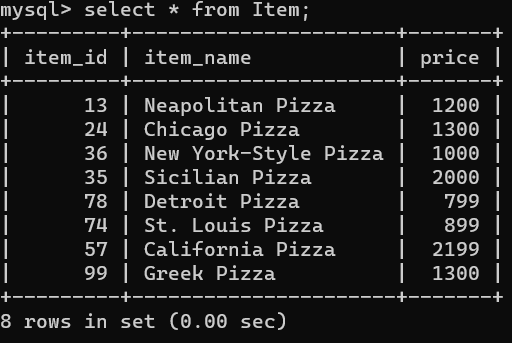 mysql> select * from Item;
+---------+----------------------+-------+
| item_id | item_name            | price |
+---------+----------------------+-------+
|      13 | Neapolitan Pizza     |  1200 |
|      24 | Chicago Pizza        |  1300 |
|      36 | New York-Style Pizza |  1000 |
|      35 | Sicilian Pizza       |  2000 |
|      78 | Detroit Pizza        |   799 |
|      74 | St. Louis Pizza      |   899 |
|      57 | California Pizza     |  2199 |
|      99 | Greek Pizza          |  1300 |
+---------+----------------------+-------+
8 rows in set (0.00 sec)